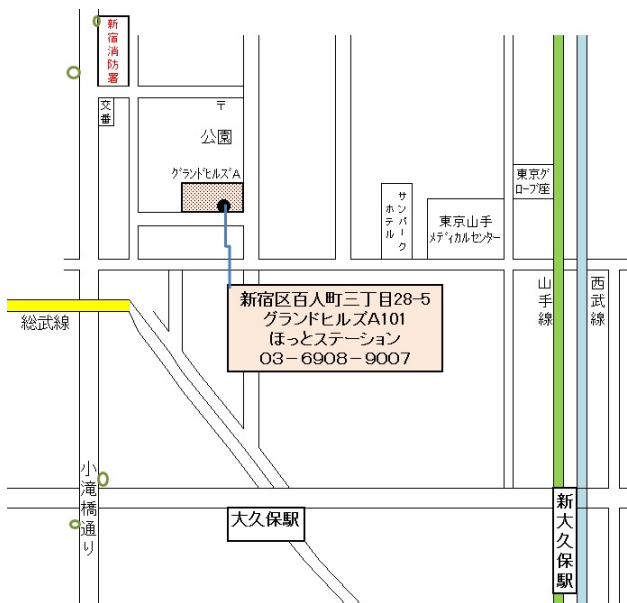 新宿消防署
交番
〒
公園
グランドヒルズA
サンパーク
ホテル
東京山手
メディカルセンター
東京グ
ローブ座
総武線
新宿区百人町三丁目28-5
グランドヒルズA101
ほっとステーション
03-6908-9007
山手線
西武線
小滝橋通り
大久保駅
新大久保駅